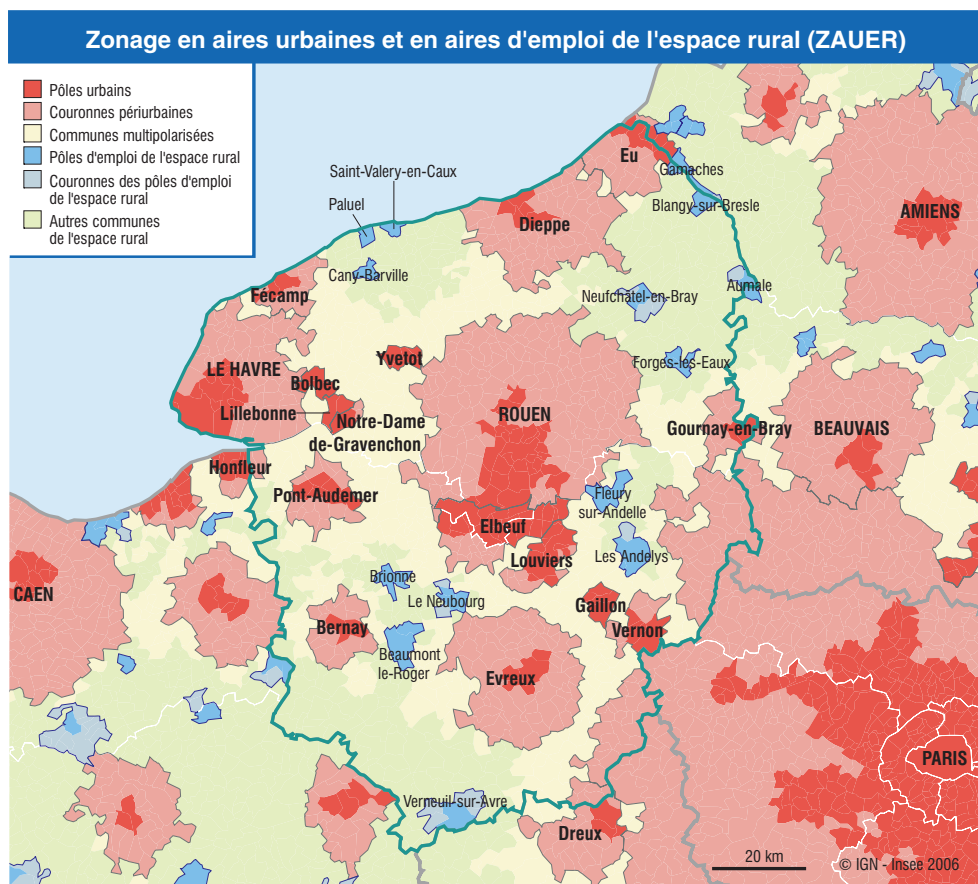 Zonage en aires urbaines et en aires d'emploi de l'espace rural (ZAUER)
Pôles urbains
Couronnes périurbaines
Communes multipolarisées
Pôles d'emploi de l'espace rural
Couronnes des pôles d'emploi
de l'espace rural
Autres communes
de l'espace rural
Saint-Valery-en-Caux
Paluel
Cany-Barville
Eu
Gamaches
Blangy-sur-Bresle
Dieppe
AMIENS
Aumale
Neufchatel-en-Bray
Fécamp
Forges-les-Eaux
Yvetot
LE HAVRE
Bolbec
Lillebonne
Notre-Dame
de-Gravenchon
ROUEN
Gournay-en-Bray
BEAUVAIS
Honfleur
Pont-Audemer
Fleury
sur-Andelle
Elbeuf
Louviers
Les Andelys
CAEN
Brionne
Le Neubourg
Gaillon
Vernon
Bernay
Beaumont
le-Roger
Evreux
PARIS
Verneuil-sur-Avre
Dreux
20 km
© IGN - Insee 2006